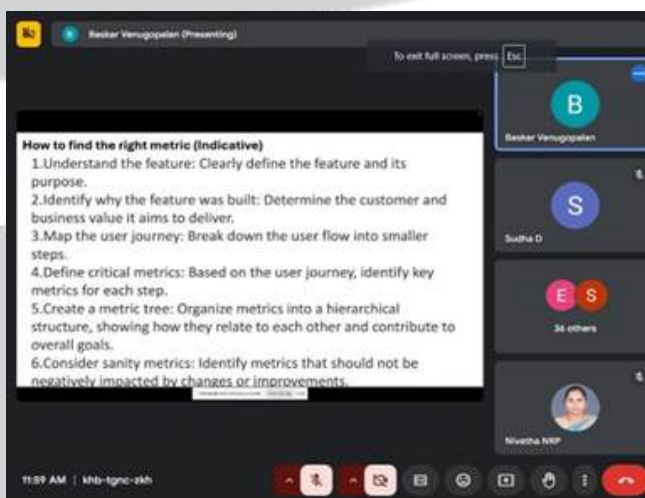 B
Baskar Venugopalan (Presenting)
To exit full screen, press Esc
How to find the right metric (Indicative)
1.Understand the feature: Clearly define the feature and its
purpose.
2.Identify why the feature was built: Determine the customer and
business value it aims to deliver.
3.Map the user journey: Break down the user flow into smaller
steps.
4.Define critical metrics: Based on the user journey, identify key
metrics for each step.
5.Create a metric tree: Organize metrics into a hierarchical
structure, showing how they relate to each other and contribute to
overall goals.
6.Consider sanity metrics: Identify metrics that should not be
negatively impacted by changes or improvements.
B
Baskar Venugopalan
S
Sudha D
E S
36 others
Nivetha NRP
11:59 AM | khb-tgnc-zkh